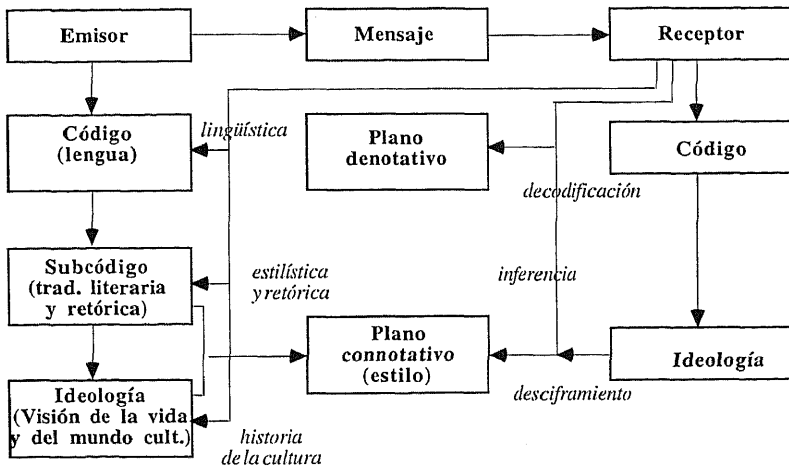 Emisor
Mensaje
Receptor
Código
(lengua)
lingüística
Plano
denotativo
Código
decodificación
Subcódigo
(trad. literaria
y retórica)
estilística
y retórica
inferencia
Plano
connotativo
(estilo)
Ideología
Ideología
(Visión de la vida
y del mundo cult.)
desciframiento
historia
de la cultura